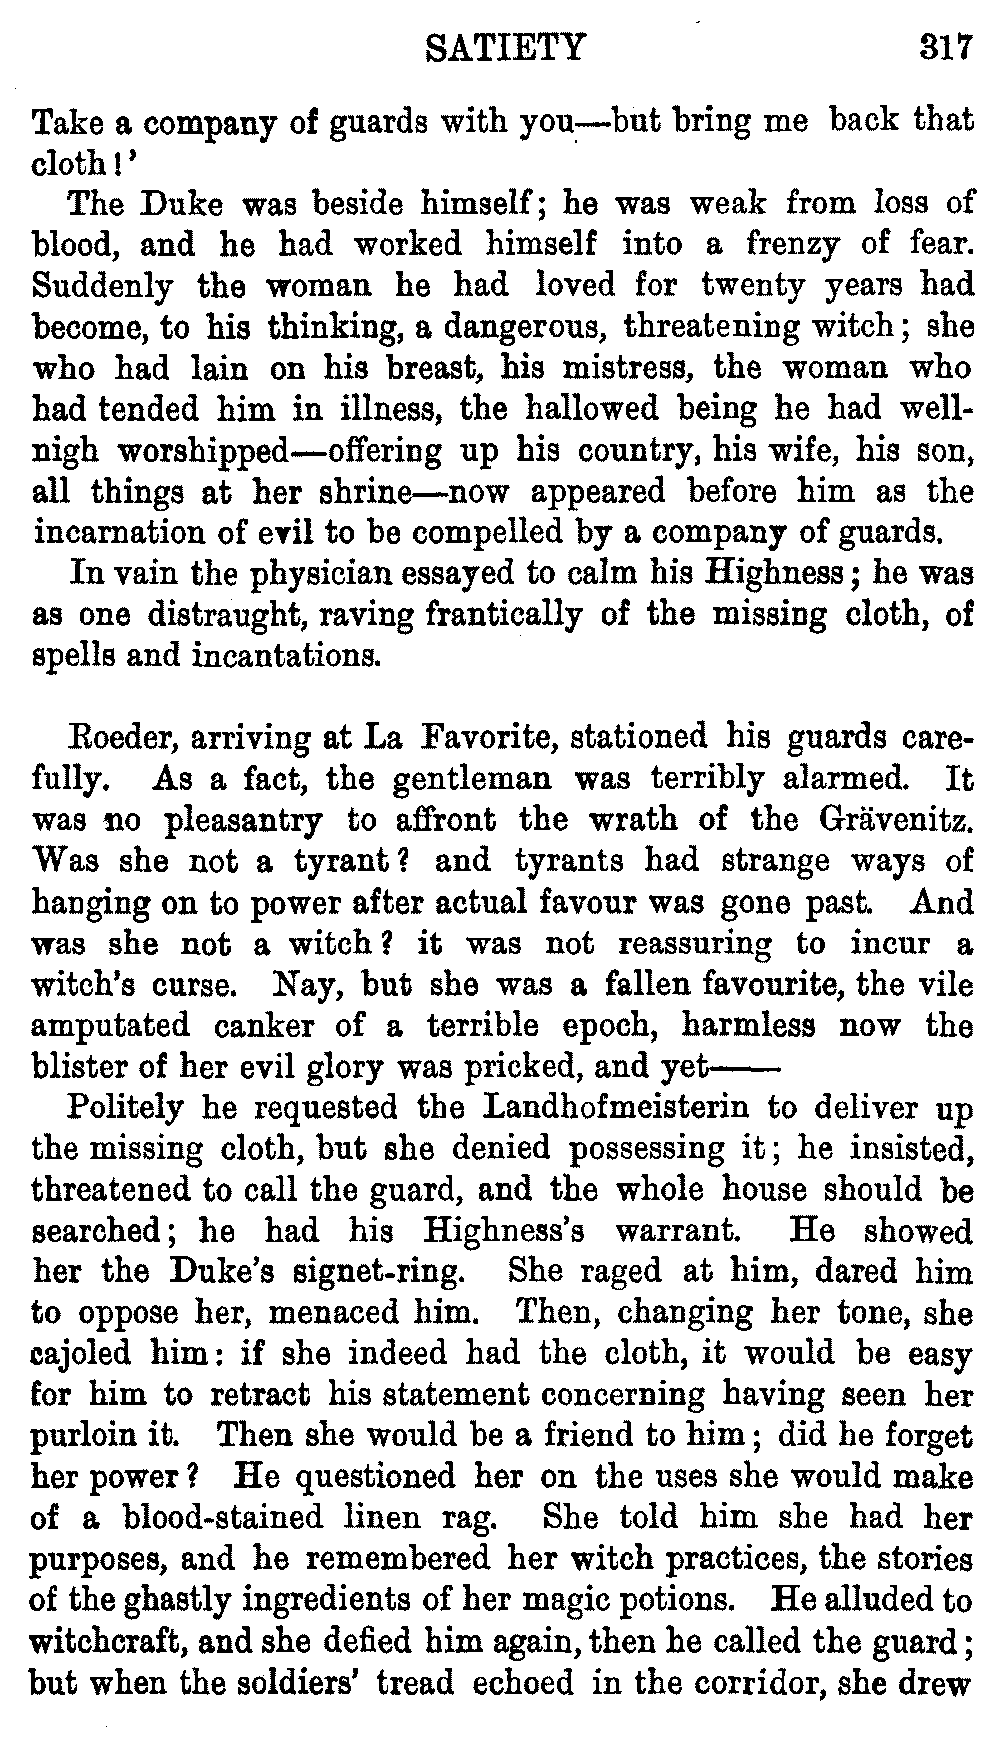 SATIETY 317
Take a company of guards with you—but bring me back that
cloth!'
The Duke was beside himself; he was weak from loss of
blood, and he had worked himself into a frenzy of fear.
Suddenly the woman he had loved for twenty years had
become, to his thinking, a dangerous, threatening witch; she
who had lain on his breast, his mistress, the woman who
had tended him in illness, the hallowed being he had well-
nigh worshipped—offering up his country, his wife, his son,
all things at her shrine—now appeared before him as the
incarnation of evil to be compelled by a company of guards.
In vain the physician essayed to calm his Highness; he was
as one distraught, raving frantically of the missing cloth, of
spells and incantations.
Roeder, arriving at La Favorite, stationed his guards care-
fully. As a fact, the gentleman was terribly alarmed. It
was no pleasantry to affront the wrath of the Grävenitz.
Was she not a tyrant? and tyrants had strange ways of
hanging on to power after actual favour was gone past. And
was she not a witch? it was not reassuring to incur a
witch's curse. Nay, but she was a fallen favourite, the vile
amputated canker of a terrible epoch, harmless now the
blister of her evil glory was pricked, and yet——
Politely he requested the Landhofmeisterin to deliver up
the missing cloth, but she denied possessing it; he insisted,
threatened to call the guard, and the whole house should be
searched; he had his Highness's warrant. He showed
her the Duke's signet-ring. She raged at him, dared him
to oppose her, menaced him. Then, changing her tone, she
cajoled him: if she indeed had the cloth, it would be easy
for him to retract his statement concerning having seen her
purloin it. Then she would be a friend to him; did he forget
her power? He questioned her on the uses she would make
of a blood-stained linen rag. She told him she had her
purposes, and he remembered her witch practices, the stories
of the ghastly ingredients of her magic potions. He alluded to
witchcraft, and she defied him again, then he called the guard;
but when the soldiers' tread echoed in the corridor, she drew